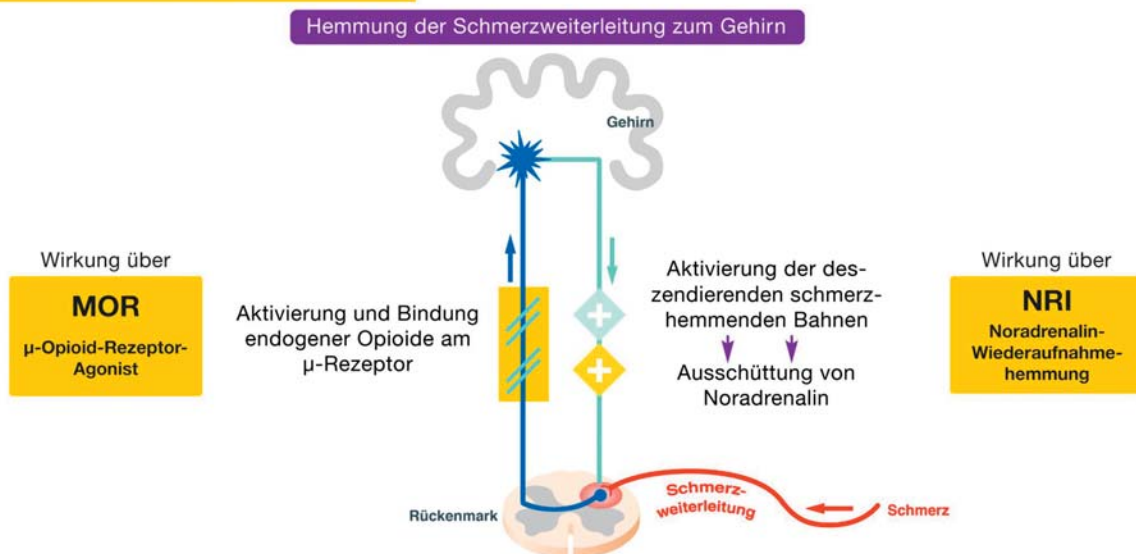 Hemmung der Schmerzweiterleitung zum Gehirn
Gehirn
Wirkung über
MOR
µ-Opioid-Rezeptor-
Agonist
Aktivierung und Bindung
endogener Opioide am
µ-Rezeptor
Aktivierung der des-
zendierenden schmerz-
hemmenden Bahnen
Ausschüttung von
Noradrenalin
Wirkung über
NRI
Noradrenalin-
Wiederaufnahme-
hemmung
Rückenmark
Schmerz-
weiterleitung
Schmerz